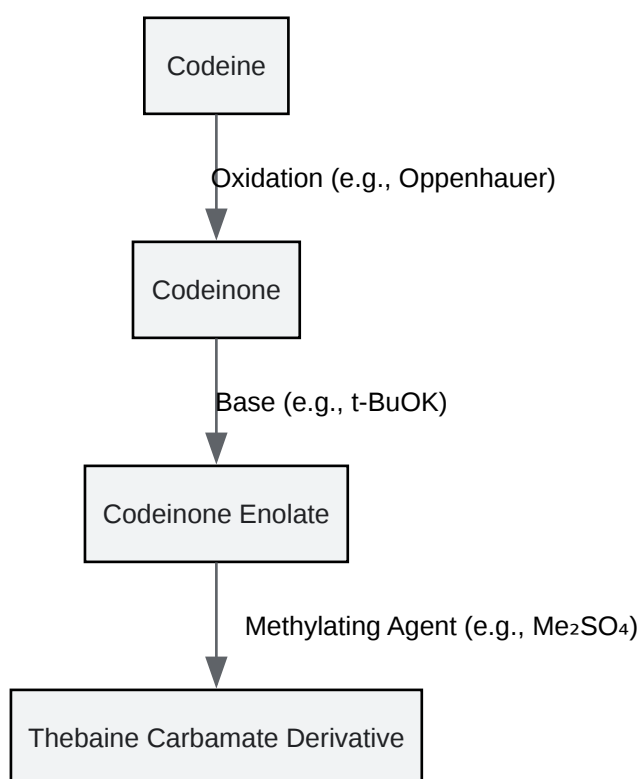 Codeine
Oxidation (e.g., Oppenhauer)
Codeinone
Base (e.g., t-BuOK)
Codeinone Enolate
Methylating Agent (e.g., Me₂SO₄)
Thebaine Carbamate Derivative